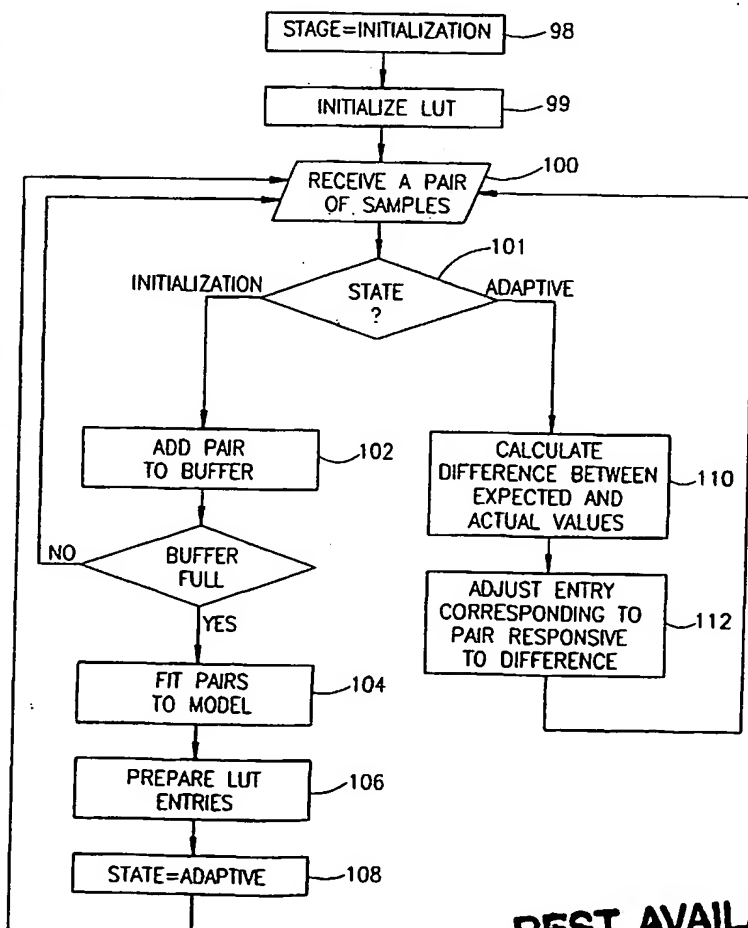 STAGE=INITIALIZATION
98
INITIALIZE LUT
99
RECEIVE A PAIR
OF SAMPLES
100
101
INITIALIZATION
STATE
?
ADAPTIVE
ADD PAIR
TO BUFFER
102
CALCULATE
DIFFERENCE BETWEEN
EXPECTED AND
ACTUAL VALUES
110
NO
BUFFER
FULL
YES
ADJUST ENTRY
CORRESPONDING TO
PAIR RESPONSIVE
TO DIFFERENCE
112
FIT PAIRS
TO MODEL
104
PREPARE LUT
ENTRIES
106
STATE=ADAPTIVE
108
BEST AVAIL